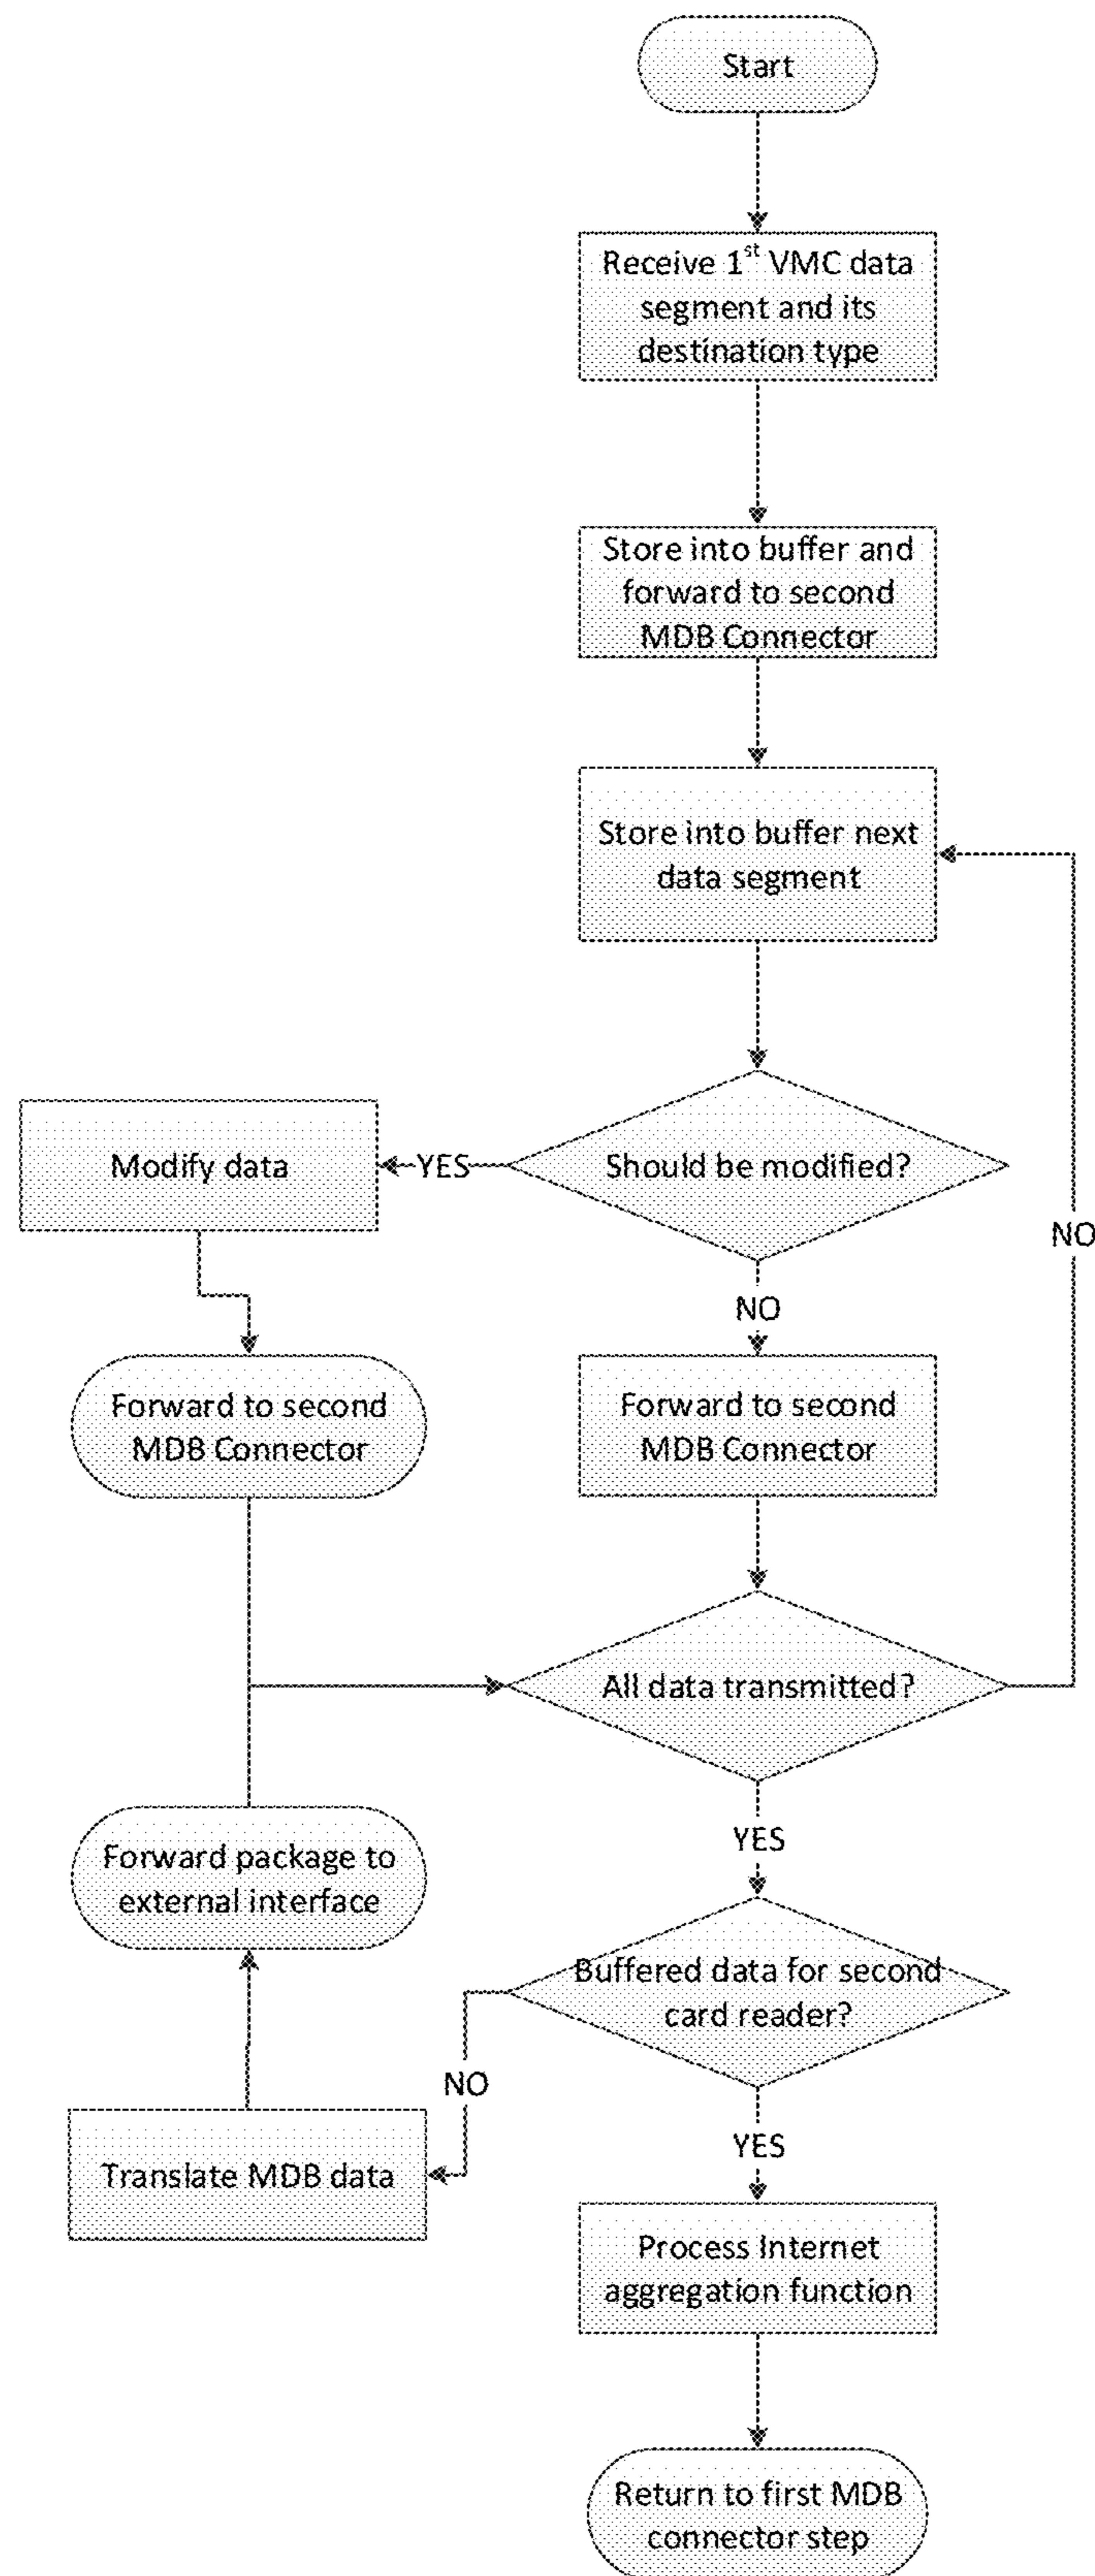 Start
Receive 1st VMC data
segment and its
destination type
Store into buffer and
forward to second
MDB Connector
Store into buffer next
data segment
Modify data
YES
Should be modified?
NO
NO
Forward to second
MDB Connector
Forward to second
MDB Connector
All data transmitted?
YES
Forward package to
external interface
Buffered data for second
card reader?
NO
YES
Translate MDB data
Process Internet
aggregation function
Return to first MDB
connector step